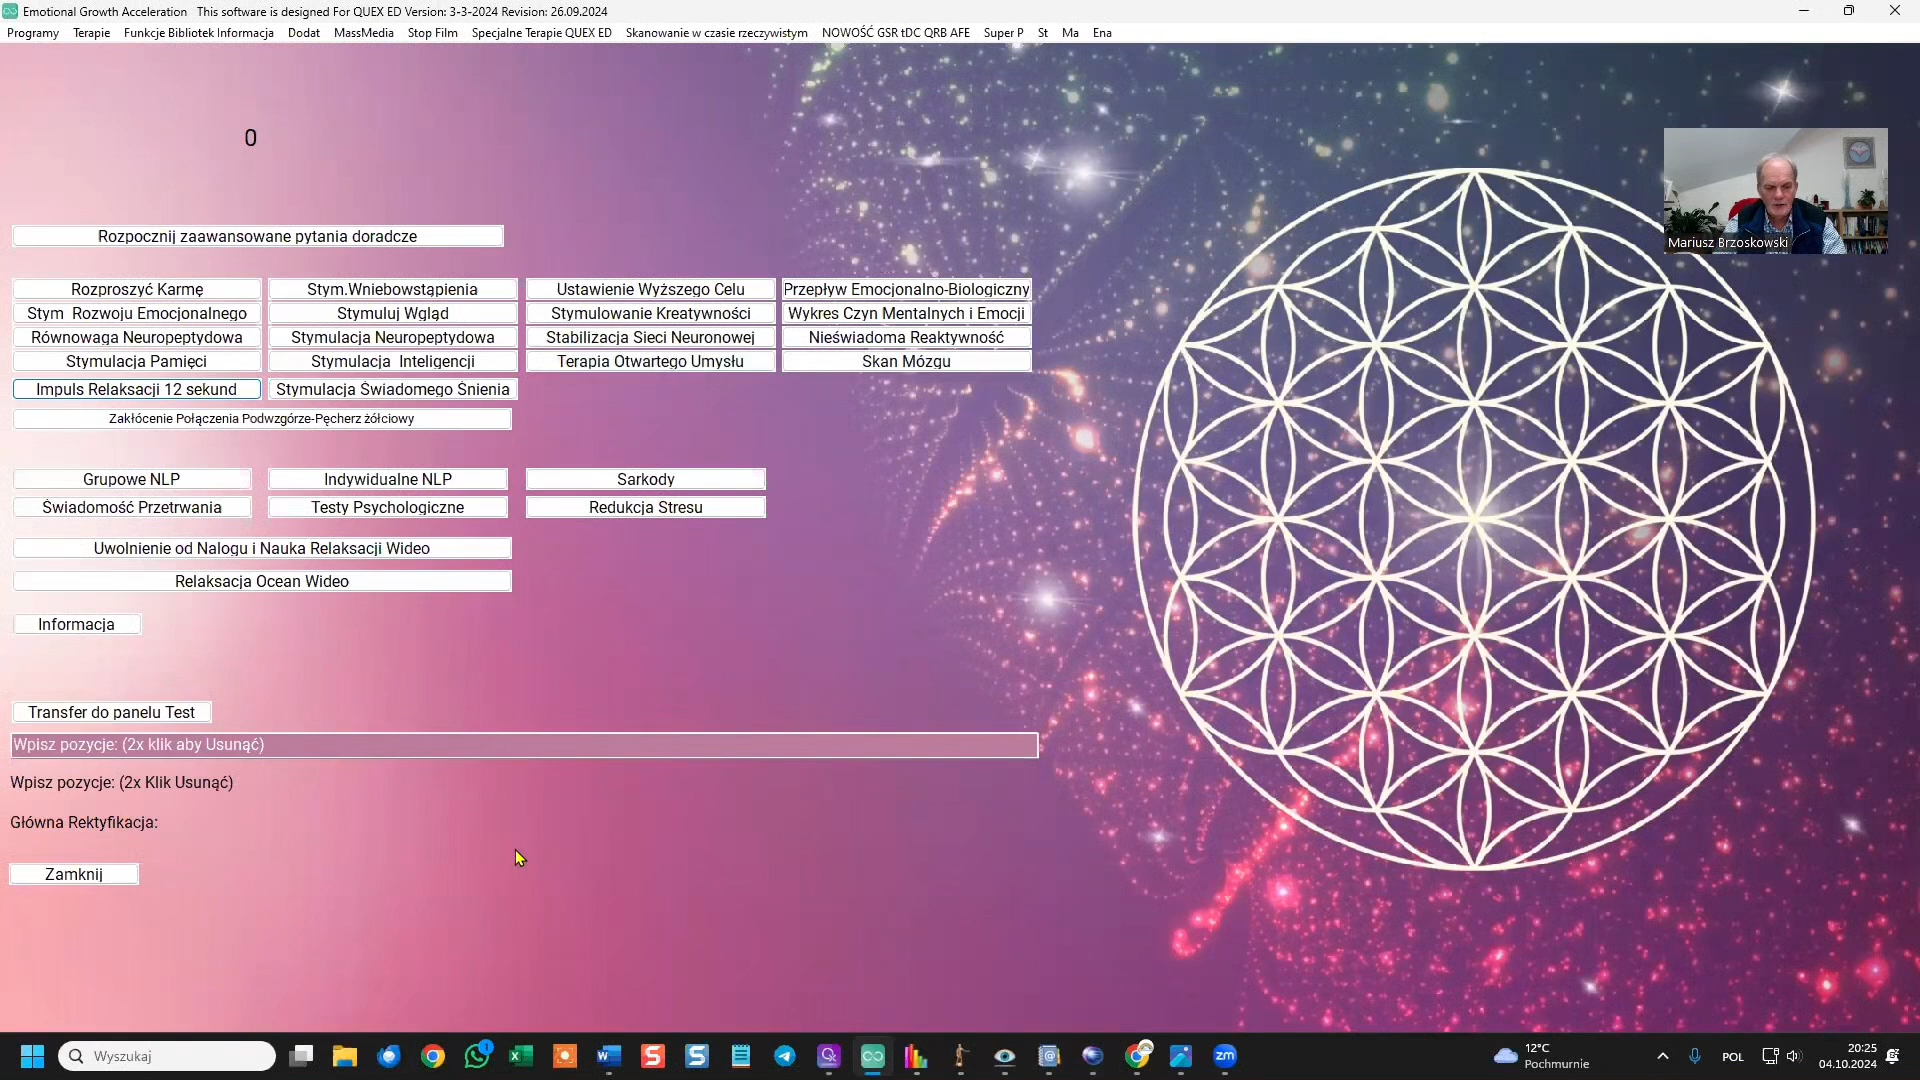 Emotional Growth Acceleration This software is designed For QUEX ED Version: 3-3-2024 Revision: 26.09.2024
Programy Terapie Funkcje Bibliotek Informacja Dodat MassMedia Stop Film Specjalne Terapie QUEX ED Skanowanie w czasie rzeczywistym NOWOŚĆ GSR tDC QRB AFE Super P St Ma Ena
0
Mariusz Brzoskowski
Rozpocznij zaawansowane pytania doradcze
Rozproszyć Karmę Stym.Wniebowstąpienia Ustawienie Wyższego Celu Przepływ Emocjonalno-Biologiczny
Stym Rozwoju Emocjonalnego Stymuluj Wgląd Stymulowanie Kreatywności Wykres Czyn Mentalnych i Emocji
Równowaga Neuropeptydowa Stymulacja Neuropeptydowa Stabilizacja Sieci Neuronowej Nieświadoma Reaktywność
Stymulacja Pamięci Stymulacja Inteligencji Terapia Otwartego Umysłu Skan Mózgu
Impuls Relaksacji 12 sekund Stymulacja Świadomego Śnienia
Zakłócenie Połączenia Podwzgórze-Pęcherz żółciowy
Grupowe NLP Indywidualne NLP Sarkody
Świadomość Przetrwania Testy Psychologiczne Redukcja Stresu
Uwolnienie od Nalogu i Nauka Relaksacji Wideo
Relaksacja Ocean Wideo
Informacja
Transfer do panelu Test
Wpisz pozycje: (2x klik aby Usunąć)
Wpisz pozycje: (2x Klik Usunąć)
Główna Rektyfikacja:
Zamknij
Wyszukaj
1
zm
12°C
Pochmurnie
POL
20:25
04.10.2024